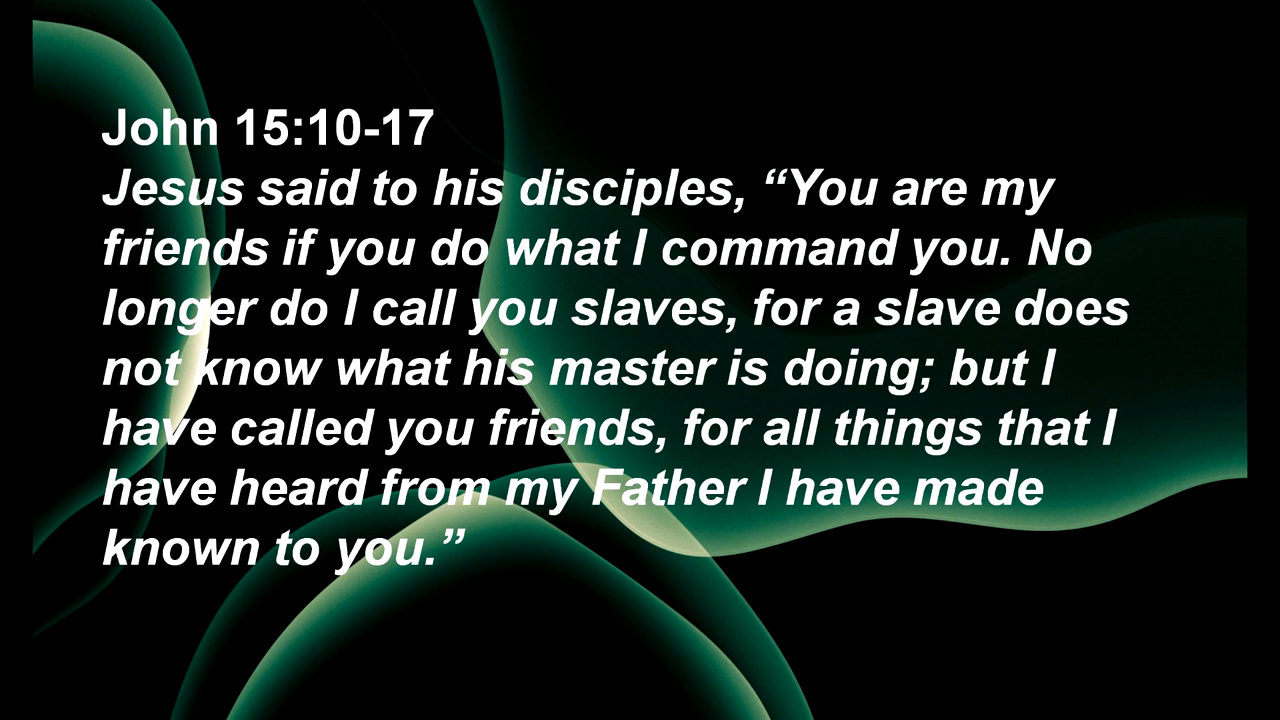 John 15:10-17
Jesus said to his disciples, “You are my
friends if you do what I command you. No
longer do I call you slaves, for a slave does
not know what his master is doing; but I
have called you friends, for all things that I
have heard from my Father I have made
known to you.”